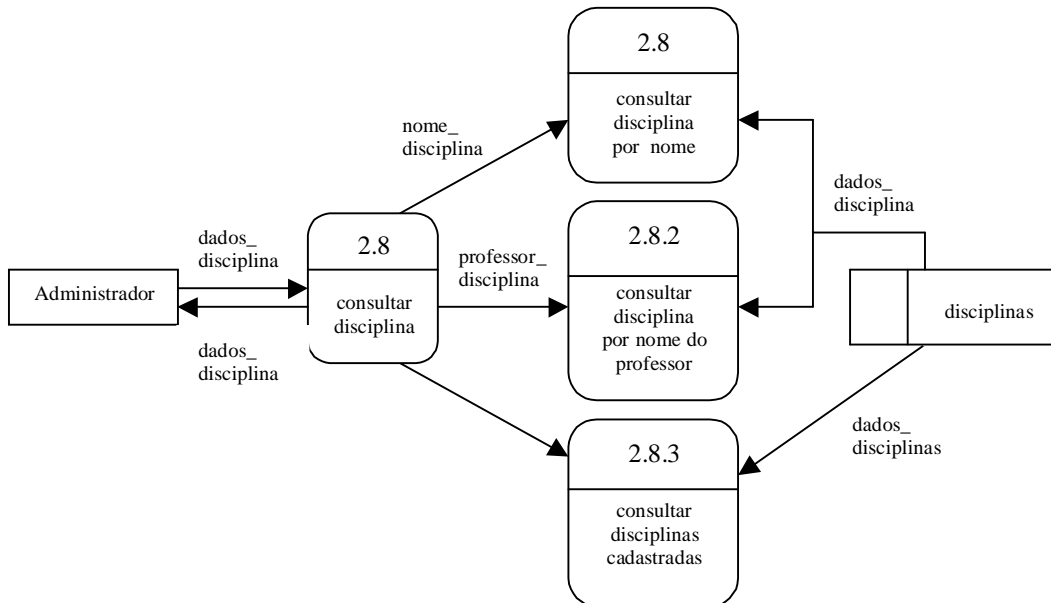 2.8
consultar
disciplina
por nome
nome_
disciplina
dados_
disciplina
dados_
disciplina
2.8
consultar
disciplina
professor_
disciplina
2.8.2
consultar
disciplina
por nome do
professor
Administrador
disciplinas
dados_
disciplina
dados_
disciplinas
2.8.3
consultar
disciplinas
cadastradas